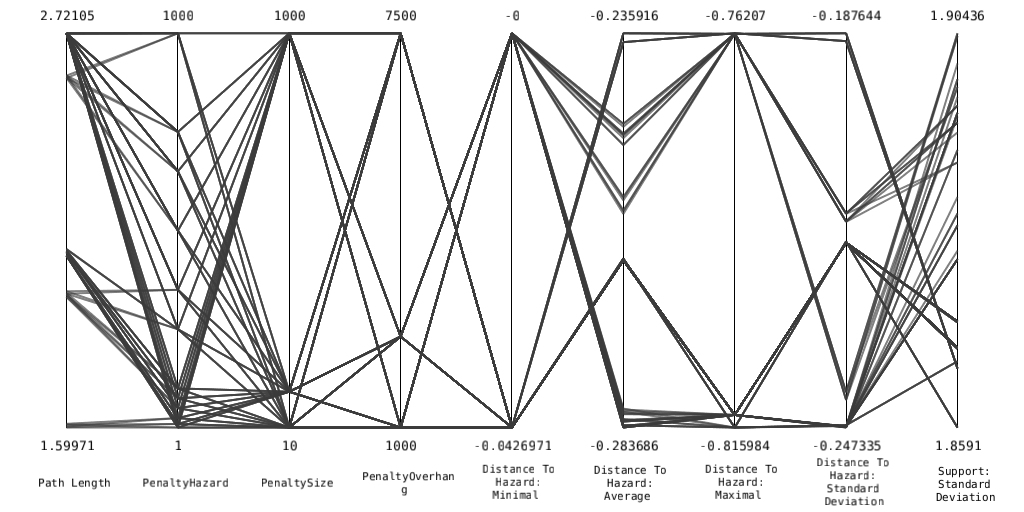 2.72105 1000 1000 7500 -0 -0.235916 -0.76207 -0.187644 1.90436
1.59971 1 10 1000 -0.0426971 -0.283686 -0.815984 -0.247335 1.8591
Path Length
PenaltyHazard
PenaltySize
PenaltyOverhan
g
Distance To
Hazard:
Minimal
Distance To
Hazard:
Average
Distance To
Hazard:
Maximal
Distance To
Hazard:
Standard
Deviation
Support:
Standard
Deviation